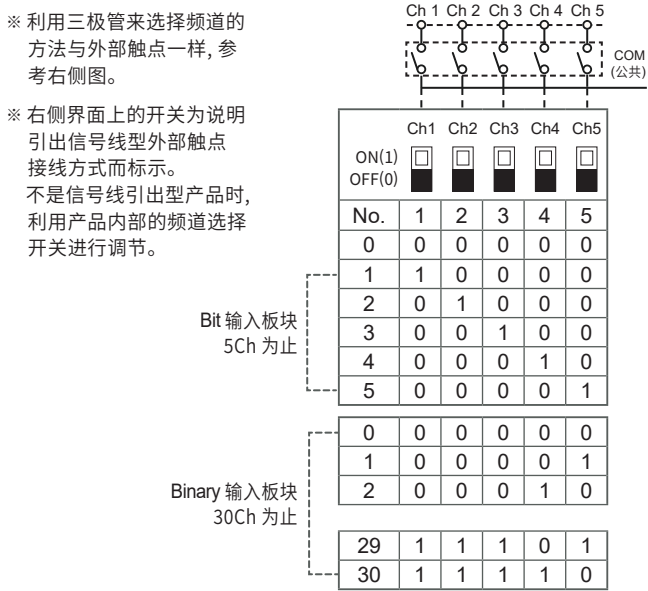 ※ 利用三极管来选择频道的
方法与外部触点一样, 参
考右侧图。
※ 右侧界面上的开关为说明
引出信号线型外部触点
接线方式而标示。
不是信号线引出型产品时,
利用产品内部的频道选择
开关进行调节。
Ch 1 Ch 2 Ch 3 Ch 4 Ch 5
COM
(公共)
Ch1 Ch2 Ch3 Ch4 Ch5
ON(1)
OFF(0)
No. 1 2 3 4 5
0 0 0 0 0 0
1 1 0 0 0 0
2 0 1 0 0 0
3 0 0 1 0 0
4 0 0 0 1 0
5 0 0 0 0 1
Bit 输入板块
5Ch 为止
0 0 0 0 0 0
1 0 0 0 0 1
2 0 0 0 1 0
Binary 输入板块
30Ch 为止
29 1 1 1 0 1
30 1 1 1 1 0